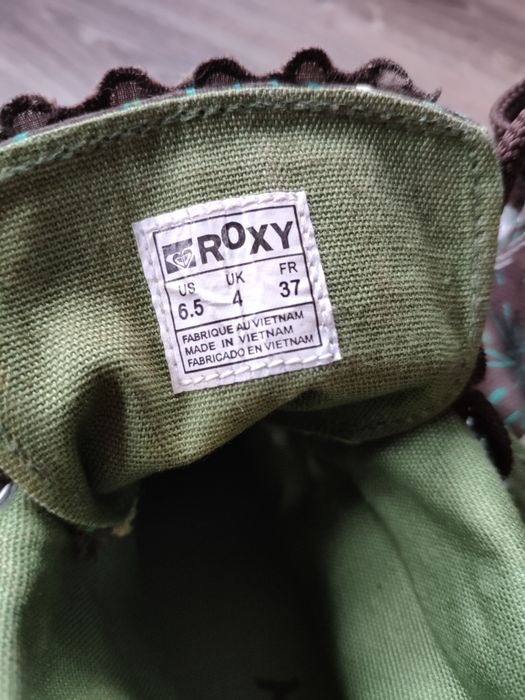 ROXY
US UK FR
6.5 4 37
FABRIQUE AU VIETNAM
MADE IN VIETNAM
FABRICADO EN VIETNAM